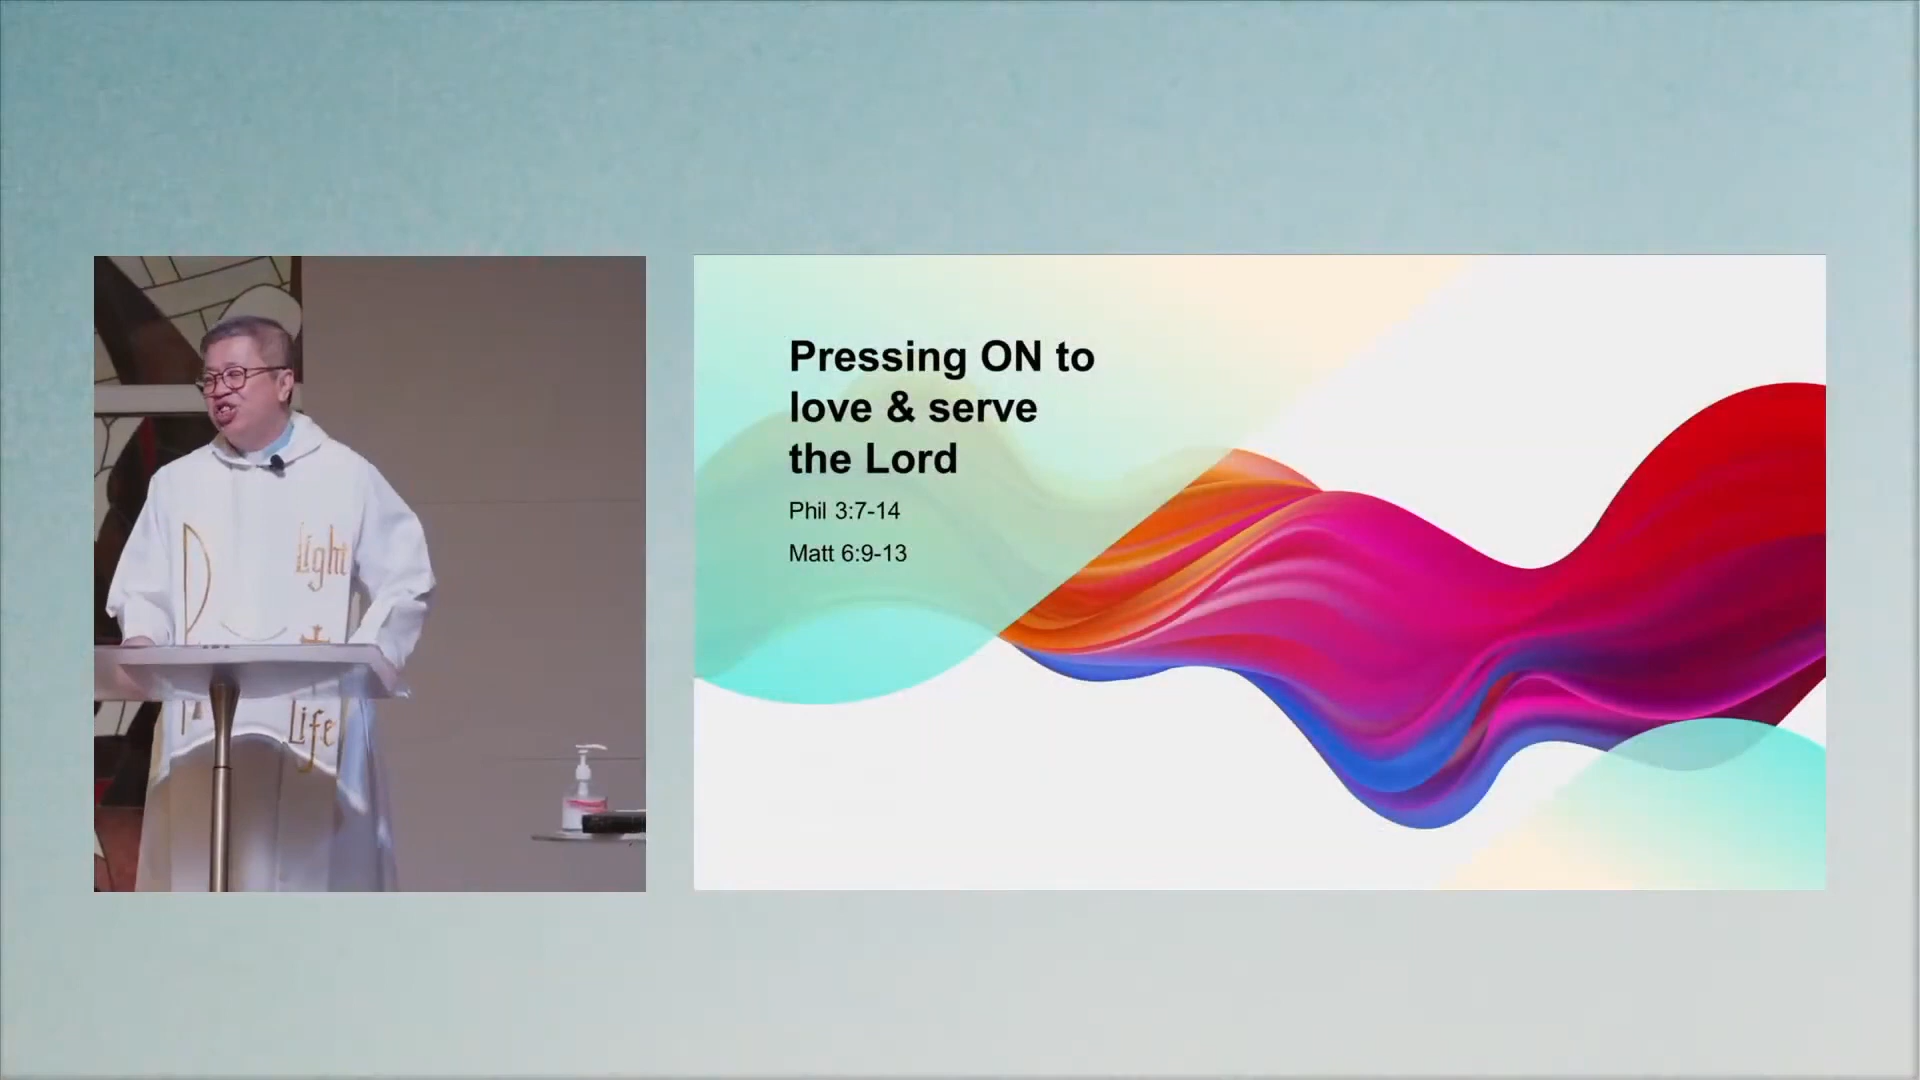 Pressing ON to
love & serve
the Lord
Phil 3:7-14
Matt 6:9-13
Light
Life